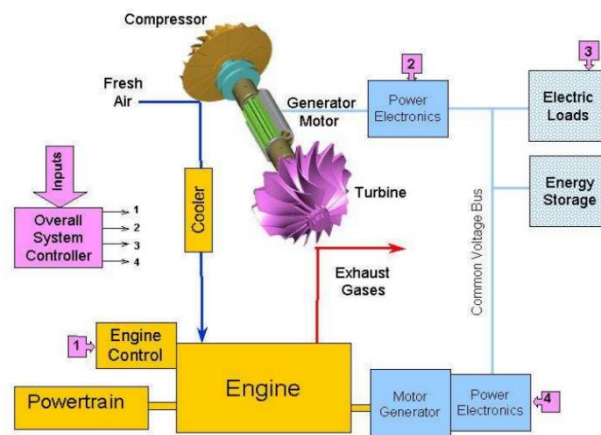 Compressor
Fresh
Air
Generator
Motor
2
Power
Electronics
3
Electric
Loads
Energy
Storage
Inputs
Overall
System
Controller
1
2
3
4
Cooler
Turbine
Exhaust
Gases
Common Voltage Bus
1
Engine
Control
Engine
Powertrain
Motor
Generator
Power
Electronics
4